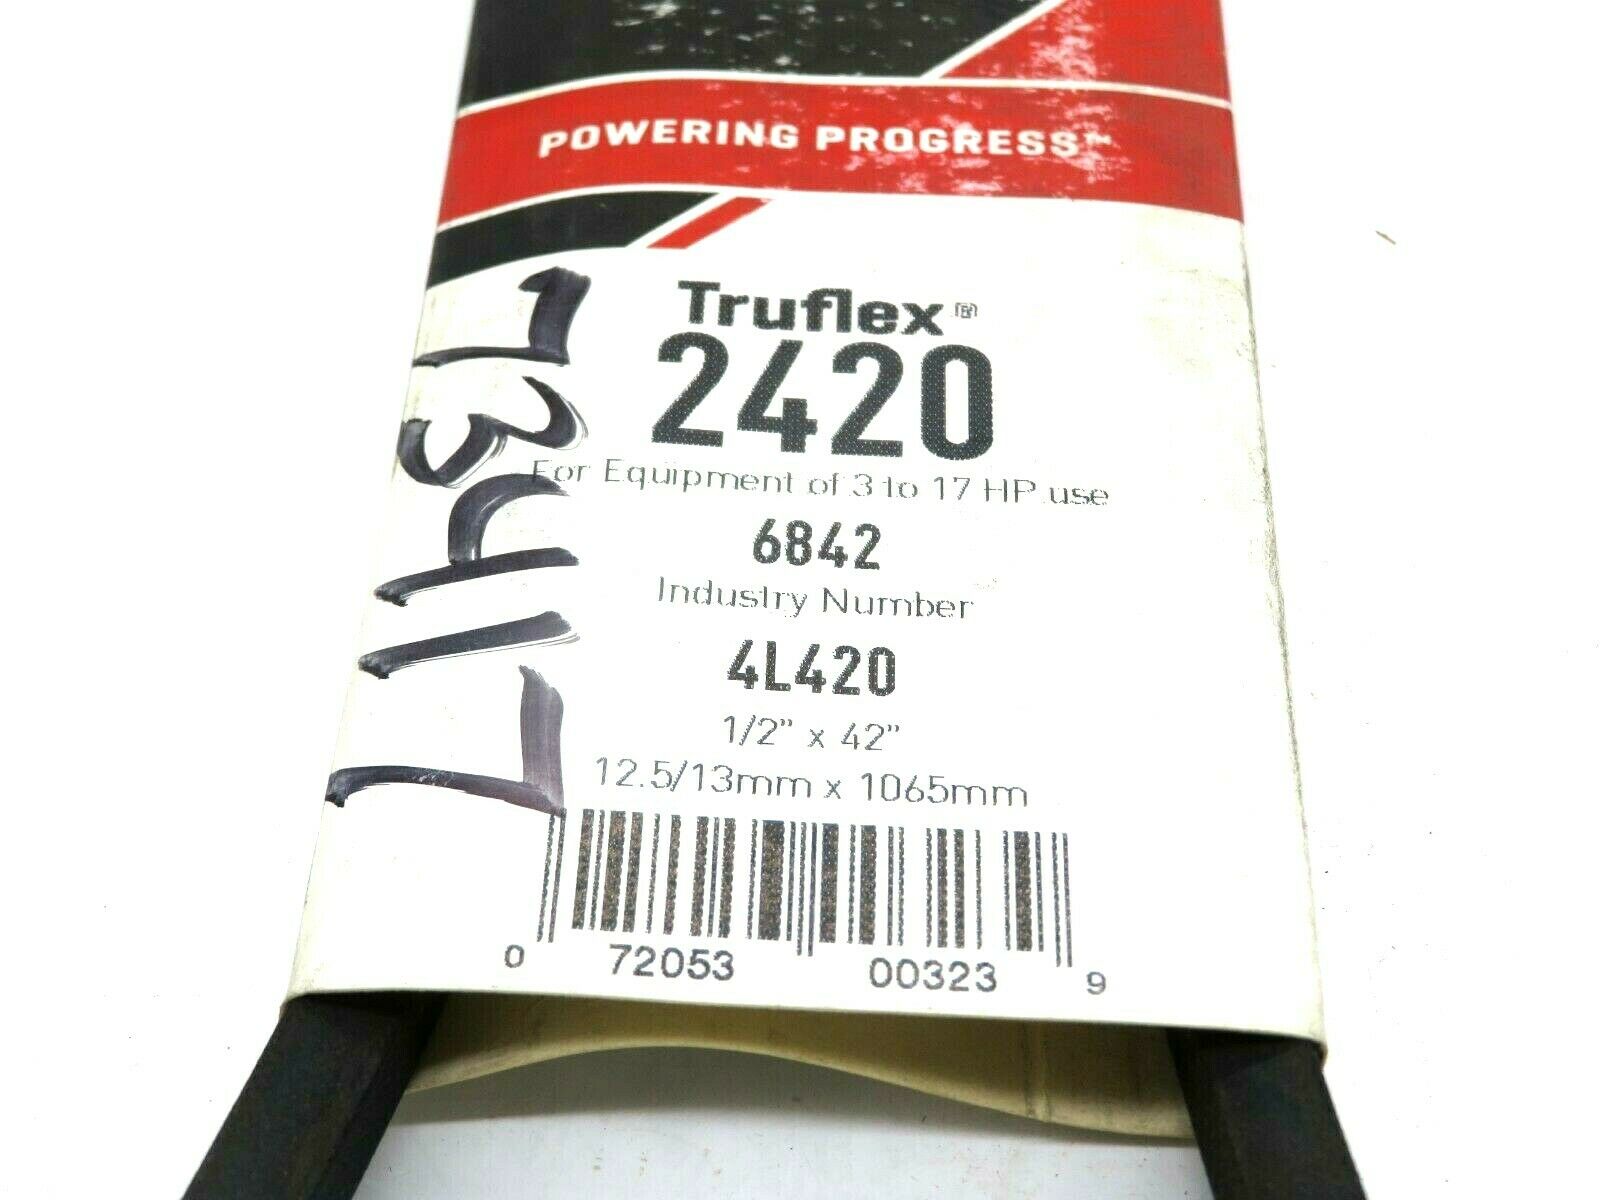 POWERING PROGRESS™
Truflex®
2420
For Equipment of 3 to 17 HP use
6842
Industry Number
4L420
1/2" x 42"
12.5/13mm x 1065mm
0 72053 00323 9